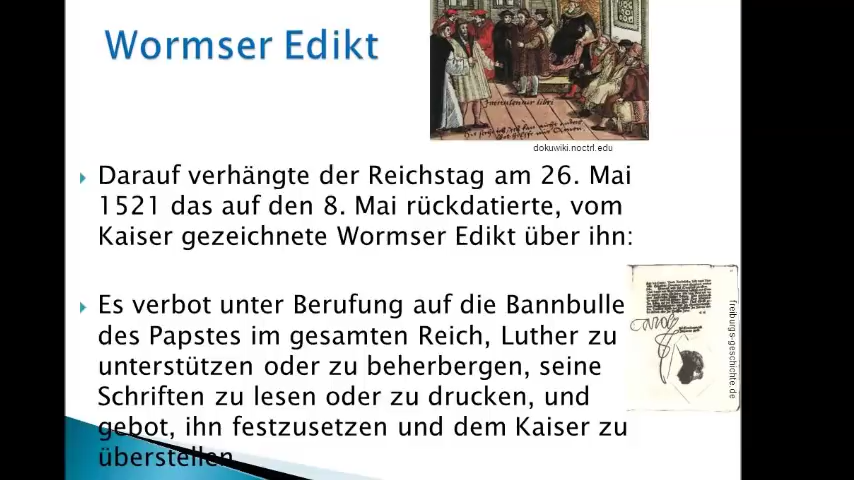 Wormser Edikt
Intitulentur libri
dokuwiki.noctrl.edu
Darauf verhängte der Reichstag am 26. Mai
1521 das auf den 8. Mai rückdatierte, vom
Kaiser gezeichnete Wormser Edikt über ihn:
Es verbot unter Berufung auf die Bannbulle
des Papstes im gesamten Reich, Luther zu
unterstützen oder zu beherbergen, seine
Schriften zu lesen oder zu drucken, und
gebot, ihn festzusetzen und dem Kaiser zu
überstellen
freiburgs-geschichte.de